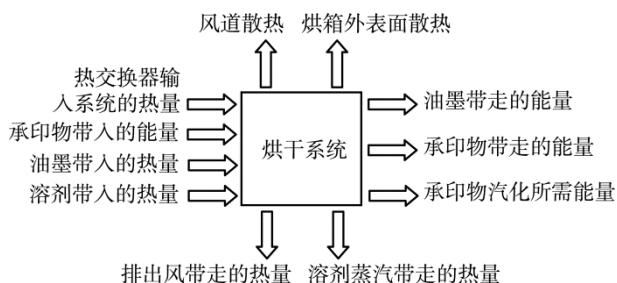 风道散热 烘箱外表面散热
热交换器输
入系统的热量
承印物带入的能量
油墨带入的热量
溶剂带入的热量
烘干系统
油墨带走的能量
承印物带走的能量
承印物汽化所需能量
排出风带走的热量 溶剂蒸汽带走的热量